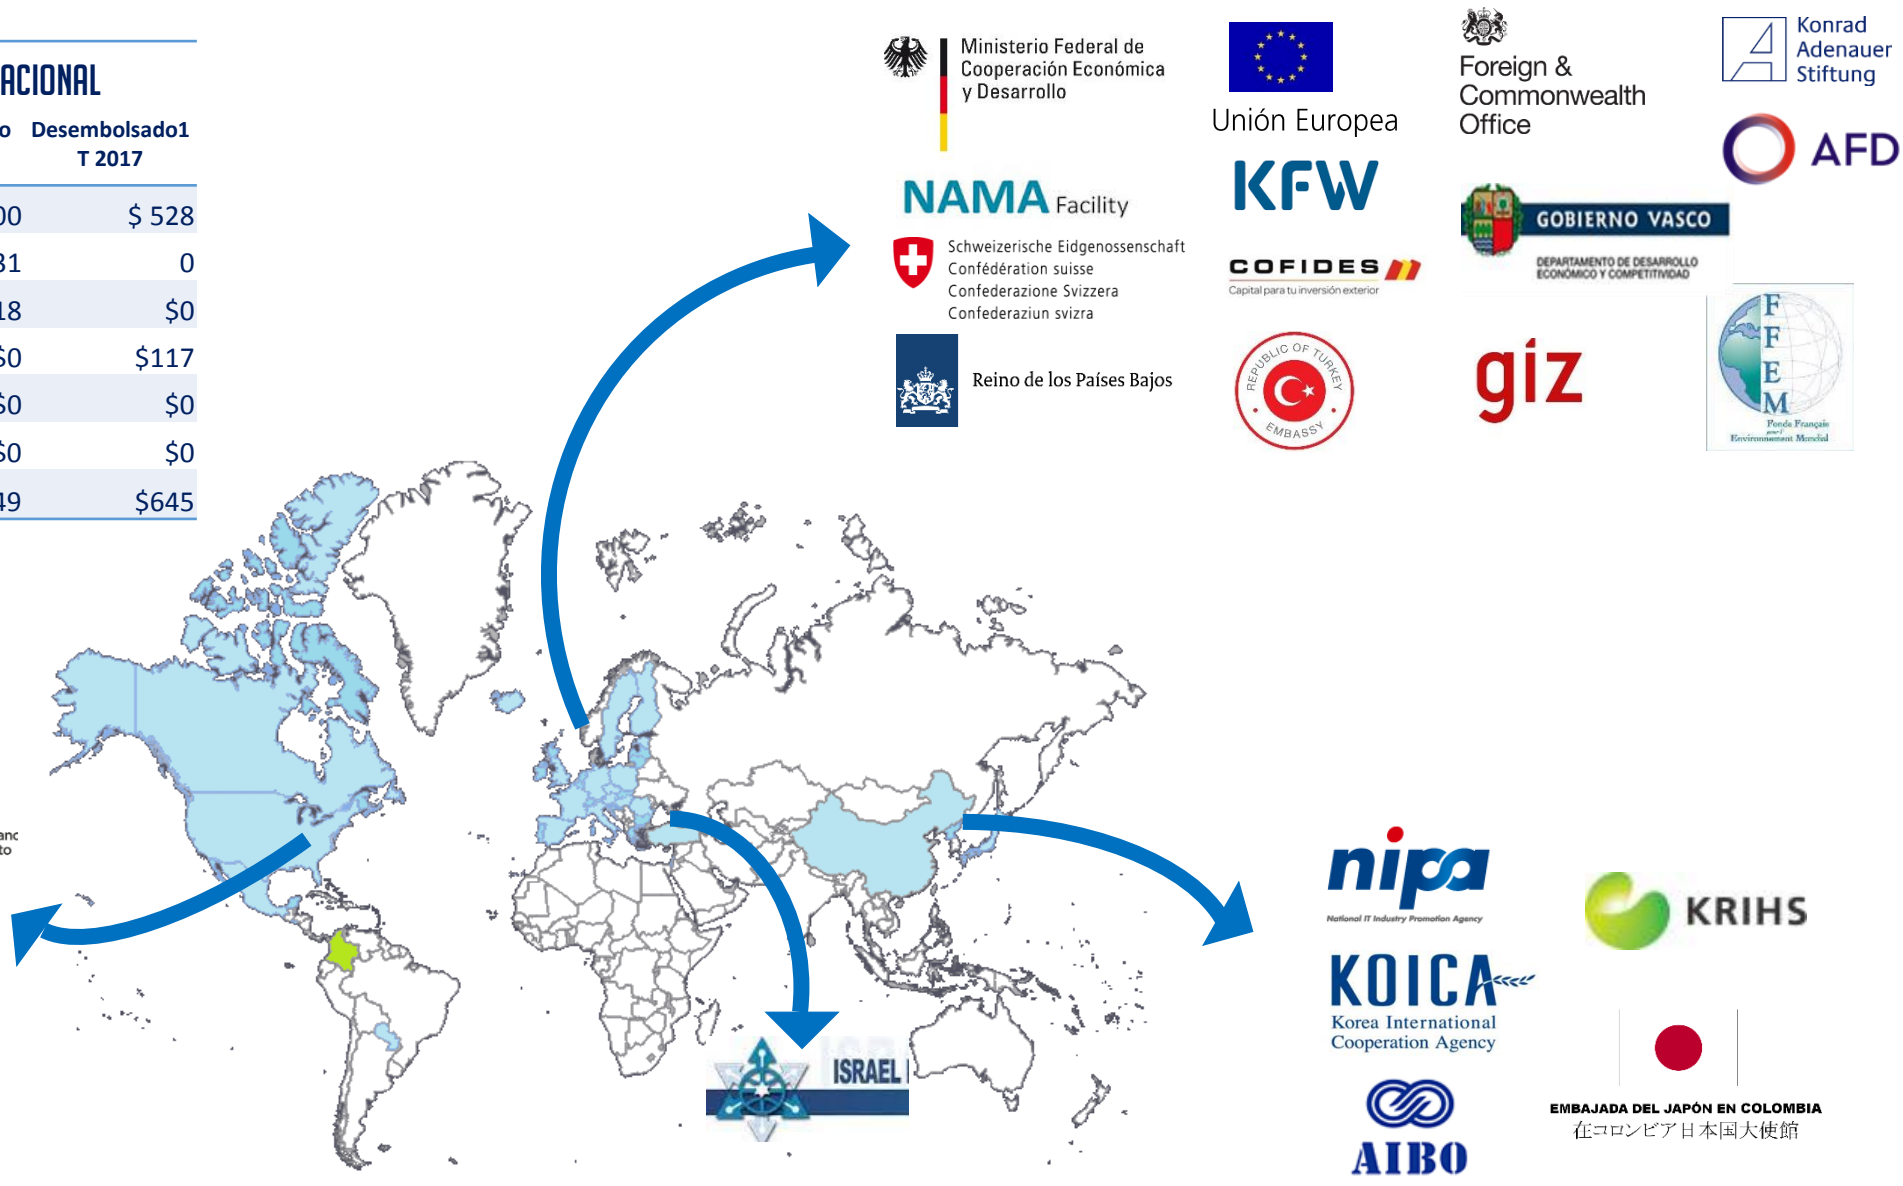 ACIONAL
o Desembolsado1
T 2017
00 $ 528
31 0
18 $0
$0 $117
$0 $0
$0 $0
49 $645
Ministerio Federal de
Cooperación Económica
y Desarrollo
Unión Europea
Foreign &
Commonwealth
Office
Konrad
Adenauer
Stiftung
AFD
NAMA Facility
KFW
GOBIERNO VASCO
DEPARTAMENTO DE DESARROLLO
ECONÓMICO Y COMPETITIVIDAD
Schweizerische Eidgenossenschaft
Confédération suisse
Confederazione Svizzera
Confederaziun svizra
COFIDES
Capital para tu inversión exterior
Reino de los Países Bajos
REPUBLIC OF TURKEY
EMBASSY
giz
FFEM
Fonds Français
pour l'
Environnement Mondial
anc
to
ISRAEL
nipa
National IT Industry Promotion Agency
KRIHS
KOICA
Korea International
Cooperation Agency
AIBO
EMBAJADA DEL JAPÓN EN COLOMBIA
在コロンビア日本国大使館